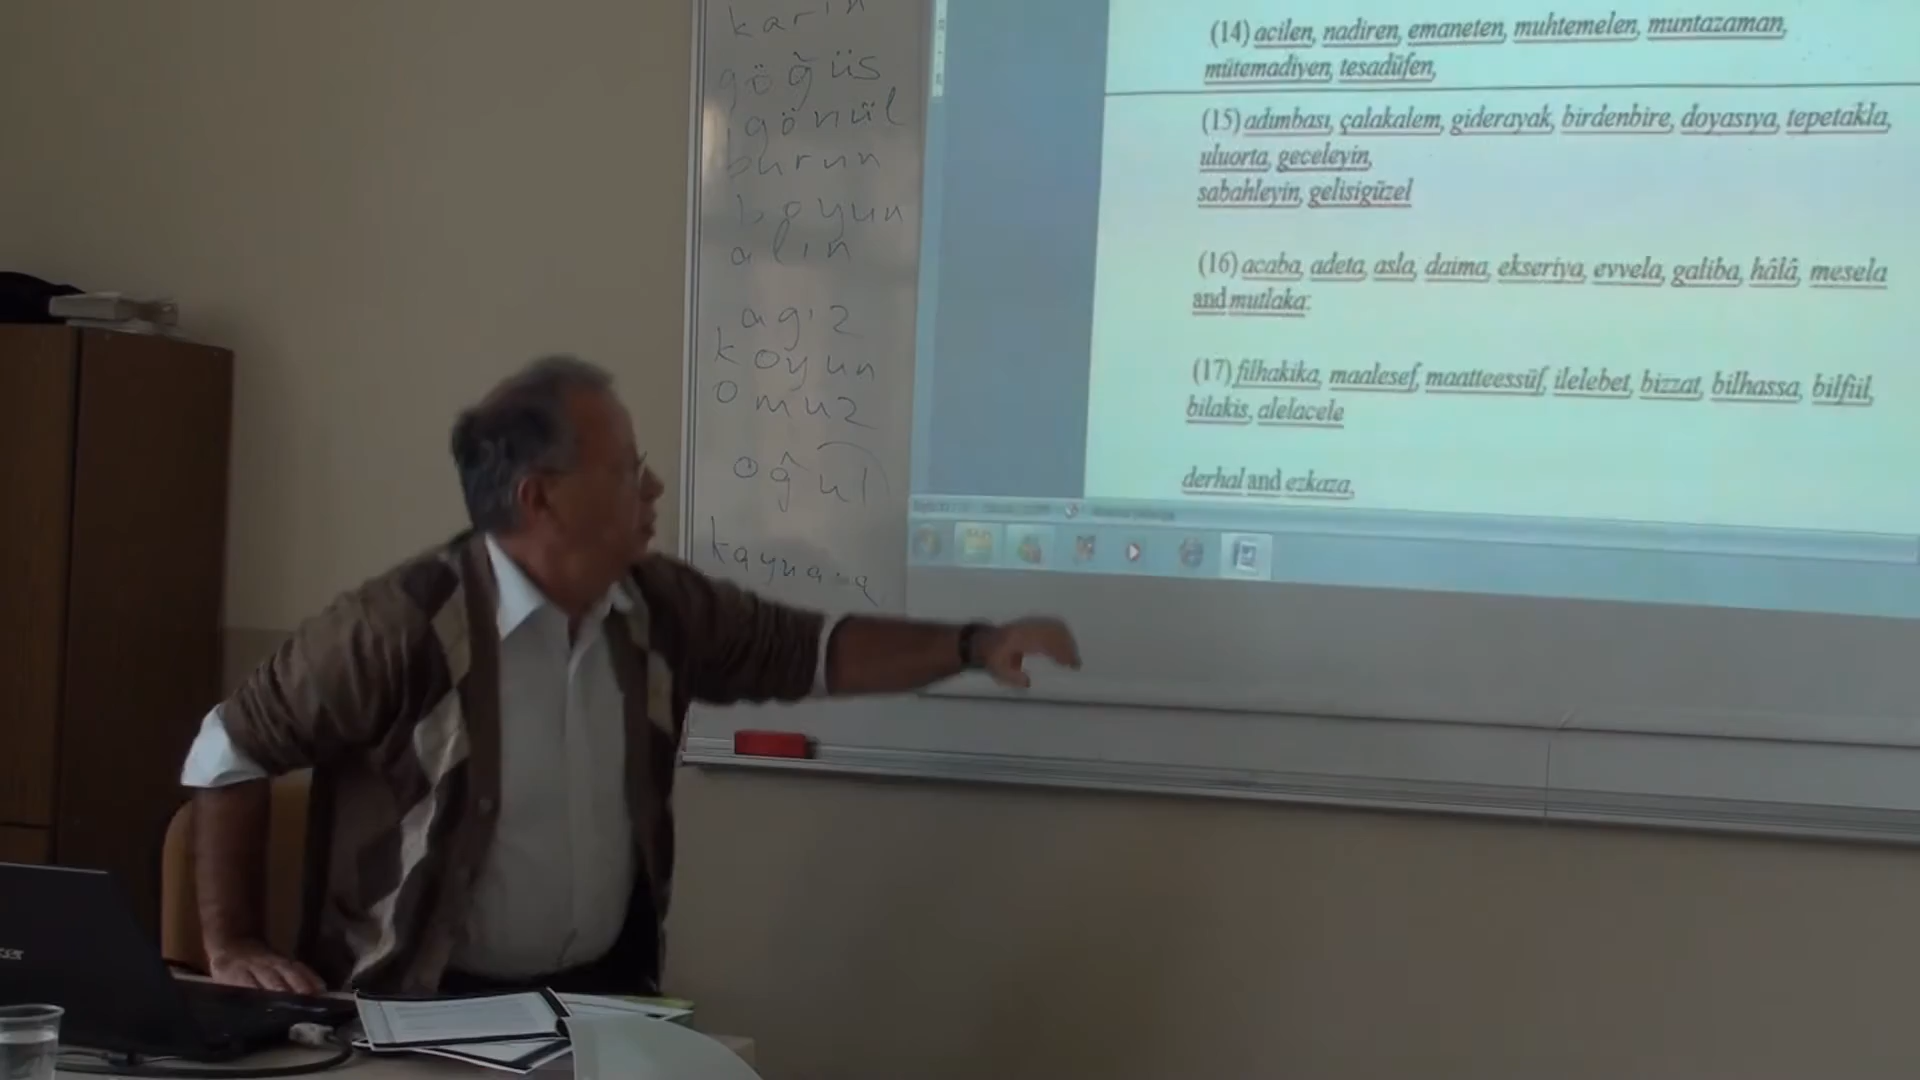 karın
göğüs
gönül
burun
boyun
alın
ağız
koyun
omuz
oğul
kaynana
(14) acilen, nadiren, emaneten, muhtemelen, muntazaman,
mütemadiyen, tesadüfen,
(15) adımbası, çalakalem, giderayak, birdenbire, doyasıya, tepetakla,
uluorta, geceleyin,
sabahleyin, gelisigüzel
(16) acaba, adeta, asla, daima, ekseriya, evvela, galiba, hâlâ, mesela
and mutlaka:
(17) filhakika, maalesef, maatteessüf, ilelebet, bizzat, bilhassa, bilfiil,
bilakis, alelacele
derhal and ezkaza,